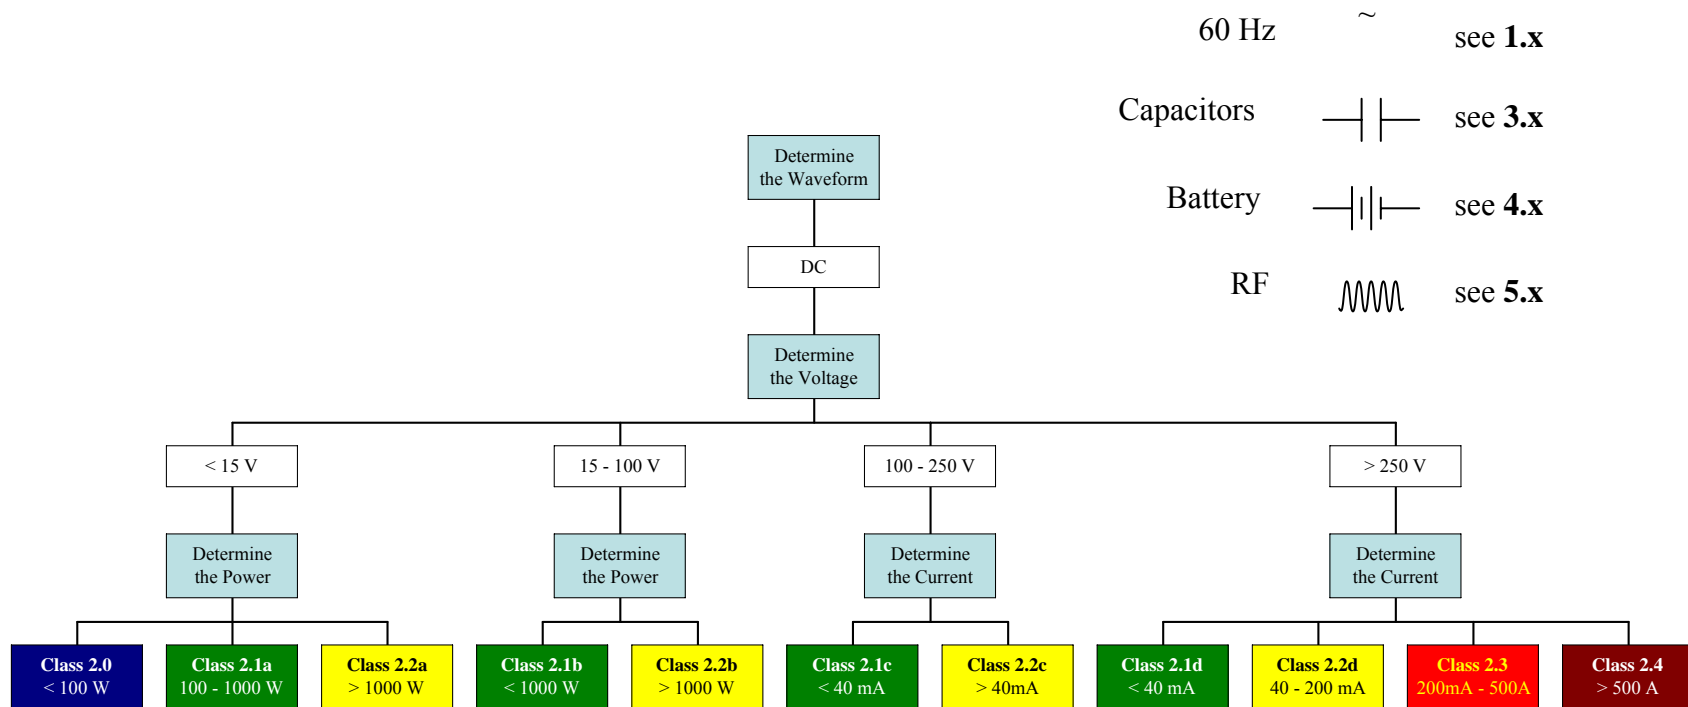 60 Hz ~ see 1.x
Capacitors see 3.x
Battery see 4.x
RF see 5.x
Determine
the Waveform
DC
Determine
the Voltage
< 15 V
15 - 100 V
100 - 250 V
> 250 V
Determine
the Power
Determine
the Power
Determine
the Current
Determine
the Current
Class 2.0
< 100 W
Class 2.1a
100 - 1000 W
Class 2.2a
> 1000 W
Class 2.1b
< 1000 W
Class 2.2b
> 1000 W
Class 2.1c
< 40 mA
Class 2.2c
> 40mA
Class 2.1d
< 40 mA
Class 2.2d
40 - 200 mA
Class 2.3
200mA - 500A
Class 2.4
> 500 A